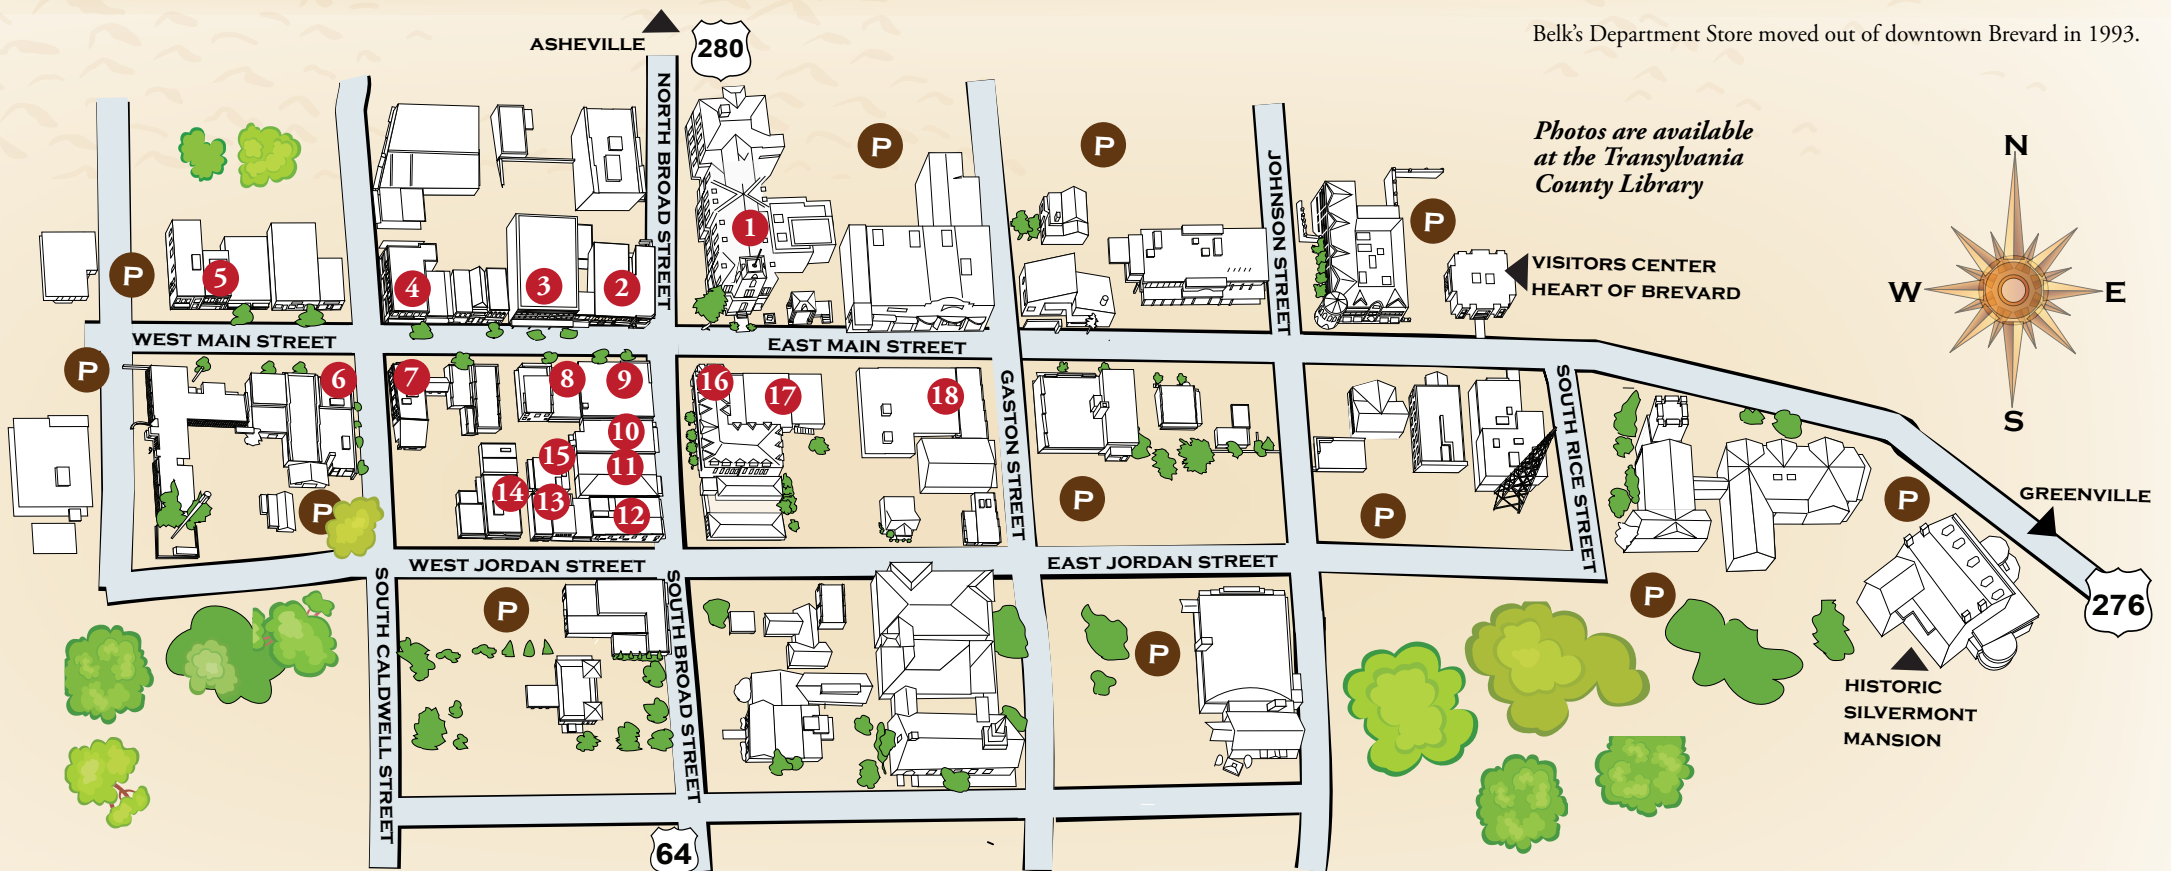 Belk's Department Store moved out of downtown Brevard in 1993.
ASHEVILLE
280
Photos are available
at the Transylvania
County Library
N
W
E
S
NORTH BROAD STREET
JOHNSON STREET
P
P
P
P
1
2
3
4
5
VISITORS CENTER
HEART OF BREVARD
WEST MAIN STREET
EAST MAIN STREET
P
6
7
8
9
10
11
12
13
14
15
16
17
18
GASTON STREET
SOUTH RICE STREET
P
P
P
P
GREENVILLE
276
WEST JORDAN STREET
EAST JORDAN STREET
SOUTH CALDWELL STREET
SOUTH BROAD STREET
P
P
P
HISTORIC
SILVERMONT
MANSION
64